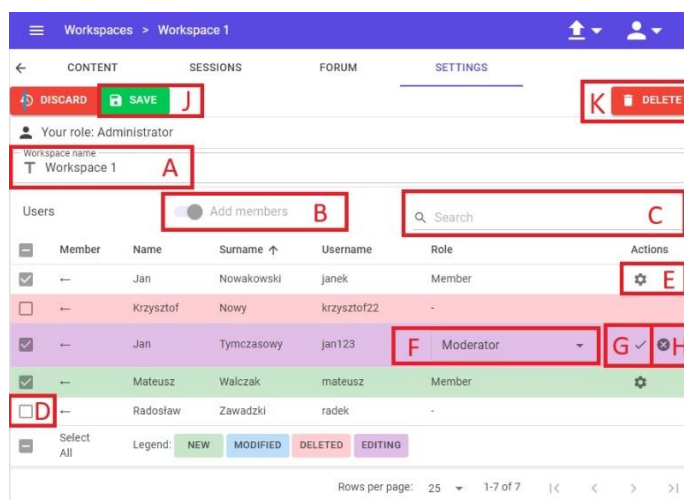 Workspaces > Workspace 1
CONTENT SESSIONS FORUM SETTINGS
DISCARD SAVE J K DELETE
Your role: Administrator
Workspace name
Workspace 1 A
Users Add members B Search C
Member Name Surname ↑ Username Role Actions
← Jan Nowakowski janek Member E
← Krzysztof Nowy krzysztof22 -
← Jan Tymczasowy jan123 F Moderator G H
← Mateusz Walczak mateusz Member
D ← Radosław Zawadzki radek -
Select All Legend: NEW MODIFIED DELETED EDITING
Rows per page: 25 1-7 of 7